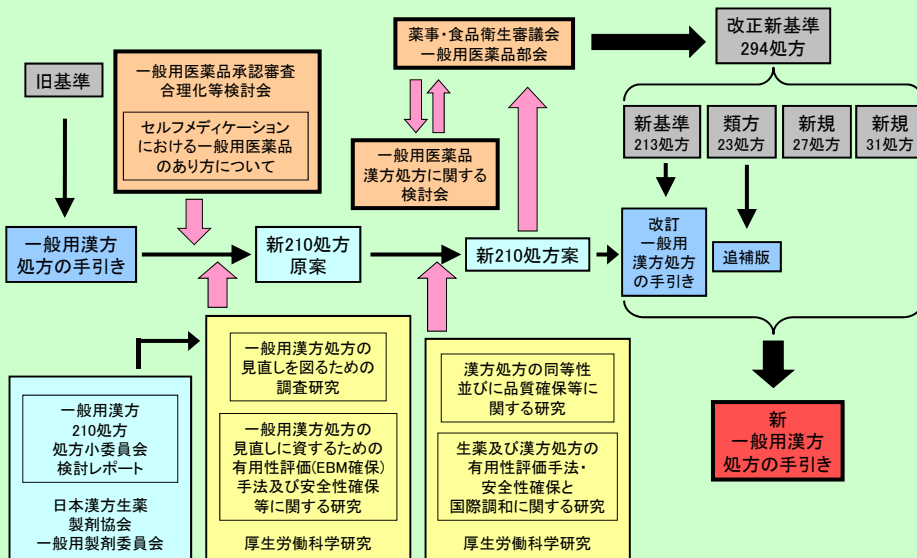 旧基準
一般用医薬品承認審査
合理化等検討会
セルフメディケーション
における一般用医薬品
のあり方について
薬事・食品衛生審議会
一般用医薬品部会
改正新基準
294処方
一般用医薬品
漢方処方に関する
検討会
新基準
213処方
類方
23処方
新規
27処方
新規
31処方
一般用漢方
処方の手引き
新210処方
原案
新210処方案
改訂
一般用
漢方処方
の手引き
追補版
一般用漢方
210処方
処方小委員会
検討レポート
日本漢方生薬
製剤協会
一般用製剤委員会
一般用漢方処方の
見直しを図るための
調査研究
一般用漢方処方の
見直しに資するための
有用性評価(EBM確保)
手法及び安全性確保
等に関する研究
厚生労働科学研究
漢方処方の同等性
並びに品質確保等に
関する研究
生薬及び漢方処方の
有用性評価手法・
安全性確保と
国際調和に関する研究
厚生労働科学研究
新
一般用漢方
処方の手引き